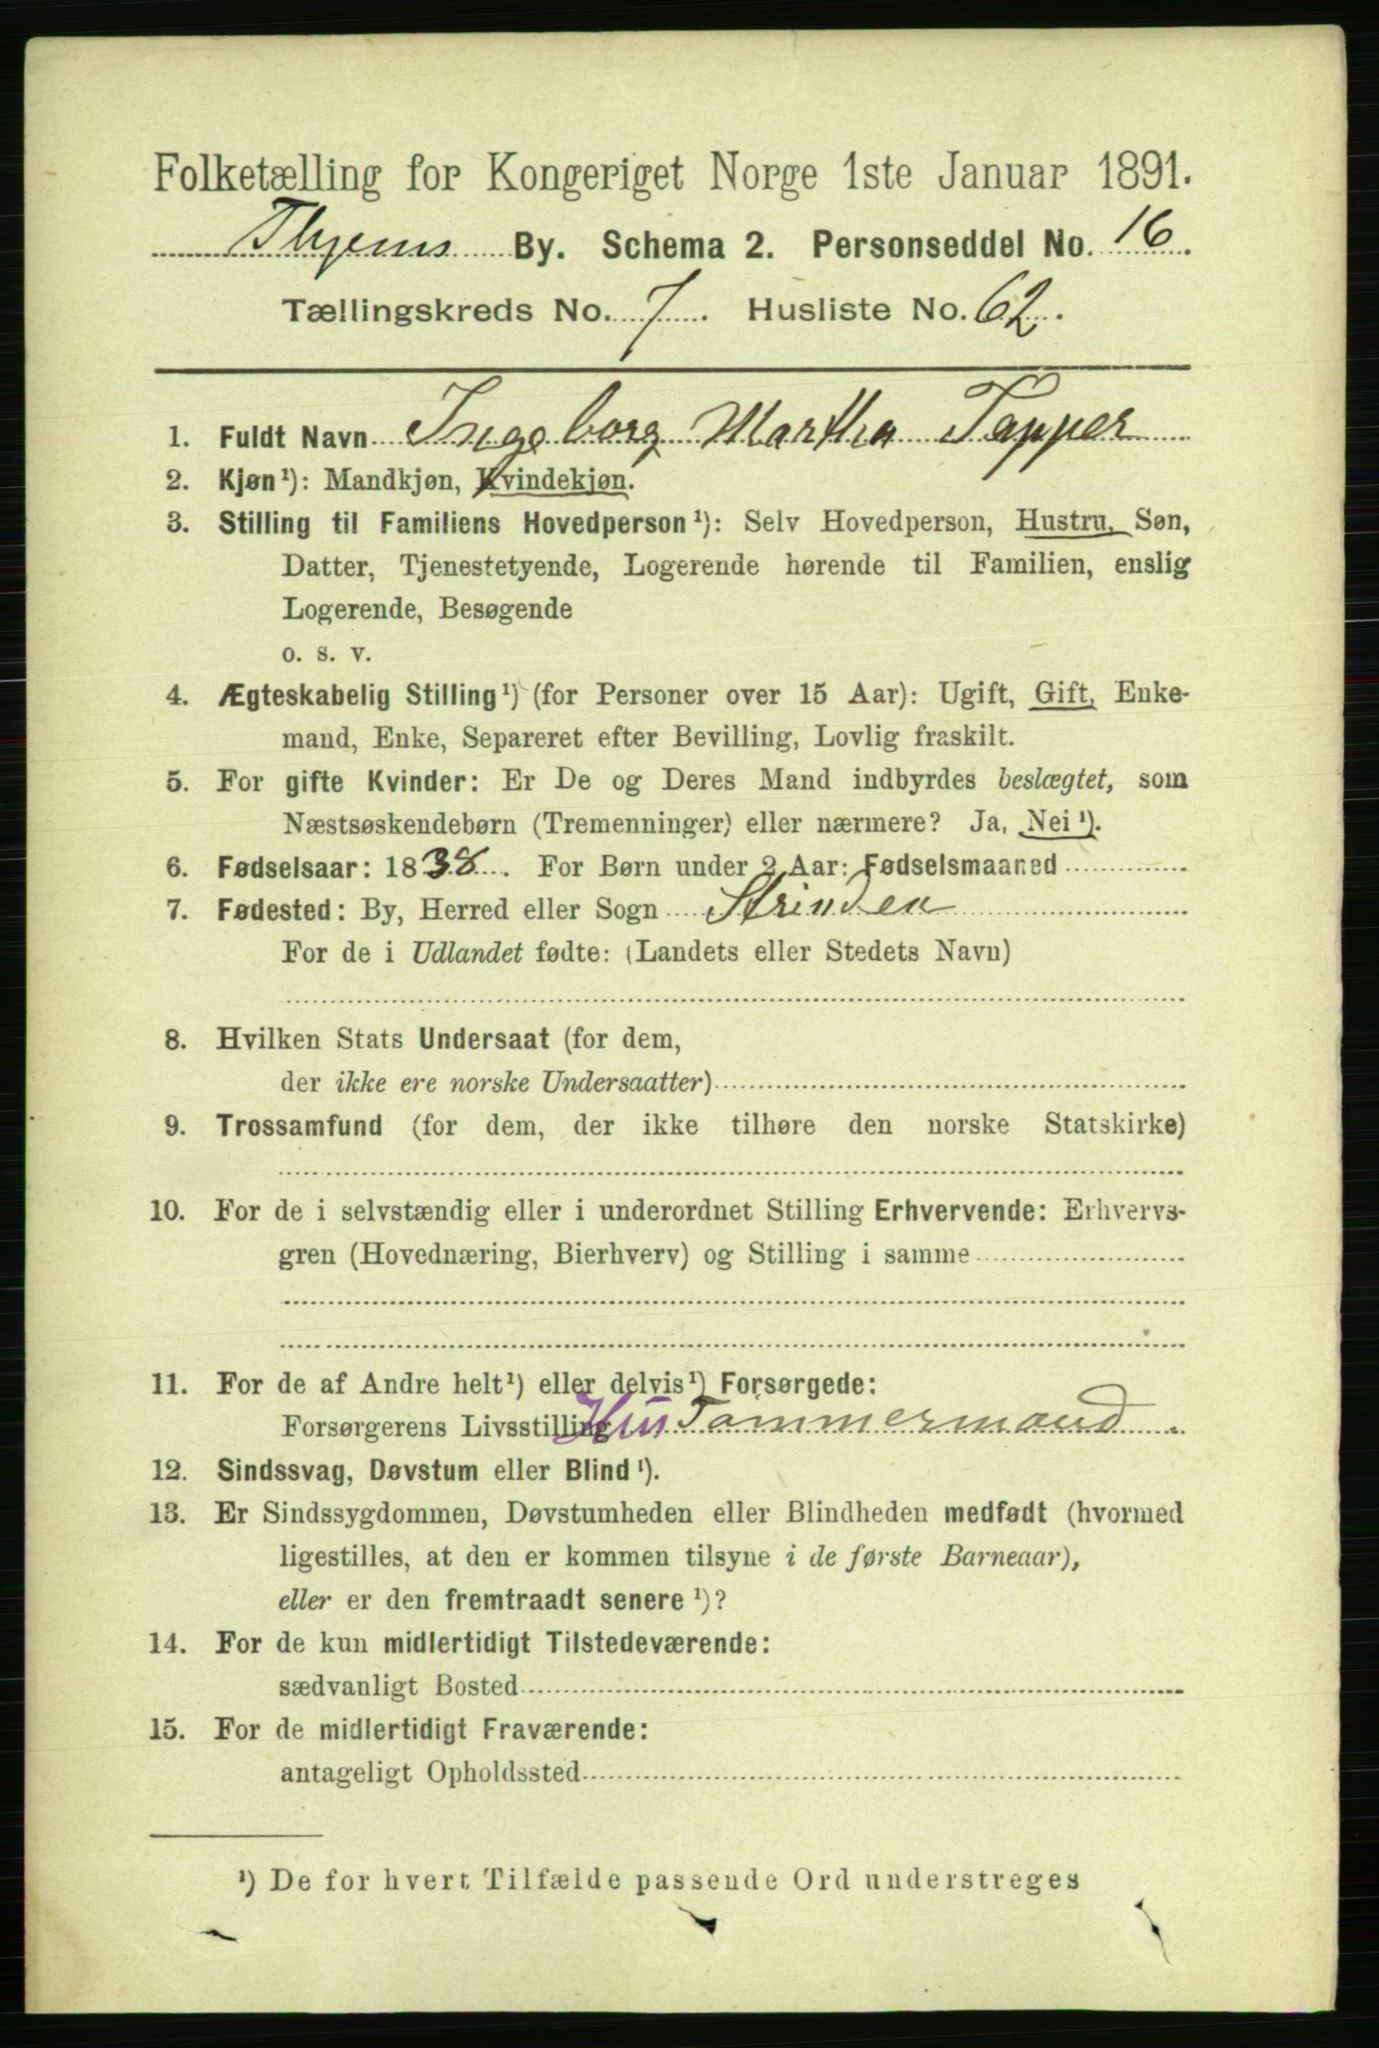 Folketælling for Kongeriget Norge 1ste Januar 1891.
Thjems By. Schema 2. Personseddel No. 16.
Tællingskreds No. 7. Husliste No. 62.
1. Fuldt Navn Ingeborg Martha Tapper
2. Kjøn¹): Mandkjøn, Kvindekjøn.
3. Stilling til Familiens Hovedperson¹): Selv Hovedperson, Hustru, Søn,
Datter, Tjenestetyende, Logerende hørende til Familien, enslig
Logerende, Besøgende
o. s. v.
4. Ægteskabelig Stilling¹) (for Personer over 15 Aar): Ugift, Gift, Enke-
mand, Enke, Separeret efter Bevilling, Lovlig fraskilt.
5. For gifte Kvinder: Er De og Deres Mand indbyrdes beslægtet, som
Næstsøskendebørn (Tremenninger) eller nærmere? Ja, Nei¹).
6. Fødselsaar: 1838. For Børn under 2 Aar: Fødselsmaaned
7. Fødested: By, Herred eller Sogn Strinden
For de i Udlandet fødte: (Landets eller Stedets Navn)
8. Hvilken Stats Undersaat (for dem,
der ikke ere norske Undersaatter)
9. Trossamfund (for dem, der ikke tilhøre den norske Statskirke)
10. For de i selvstændig eller i underordnet Stilling Erhvervende: Erhvervs-
gren (Hovednæring, Bierhverv) og Stilling i samme
11. For de af Andre helt¹) eller delvis¹) Forsørgede:
Forsørgerens Livsstilling Hus Tømmermand.
12. Sindssvag, Døvstum eller Blind¹).
13. Er Sindssygdommen, Døvstumheden eller Blindheden medfødt (hvormed
ligestilles, at den er kommen tilsyne i de første Barneaar),
eller er den fremtraadt senere¹)?
14. For de kun midlertidigt Tilstedeværende:
sædvanligt Bosted
15. For de midlertidigt Fraværende:
antageligt Opholdssted
¹) De for hvert Tilfælde passende Ord understreges